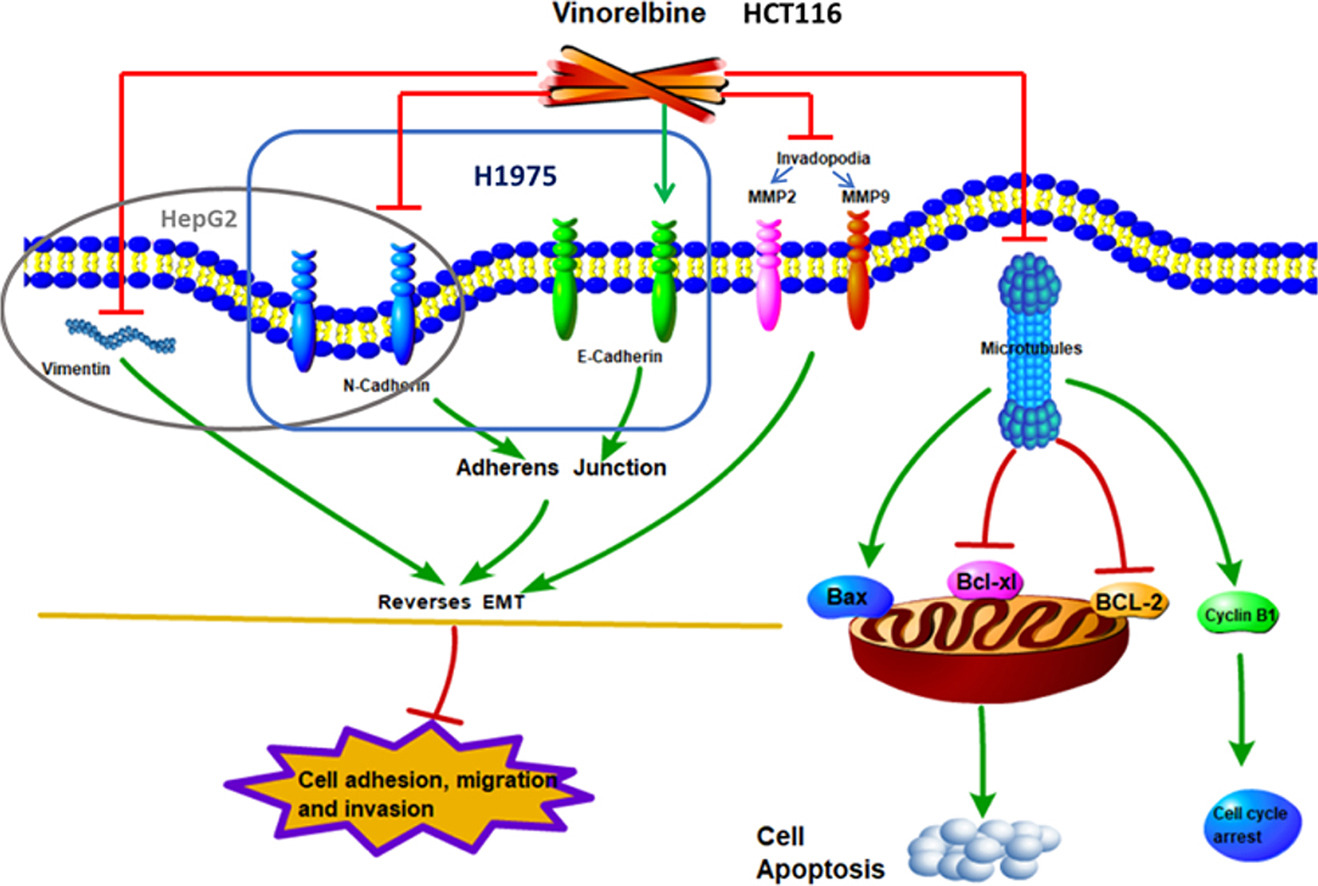 Vinorelbine HCT116
Invadopodia
H1975
MMP2 MMP9
HepG2
Microtubules
E-Cadherin
Vimentin
N-Cadherin
Adherens Junction
Bcl-xl
Bax
BCL-2
Reverses EMT
Cyclin B1
Cell adhesion, migration
and invasion
Cell cycle
arrest
Cell
Apoptosis